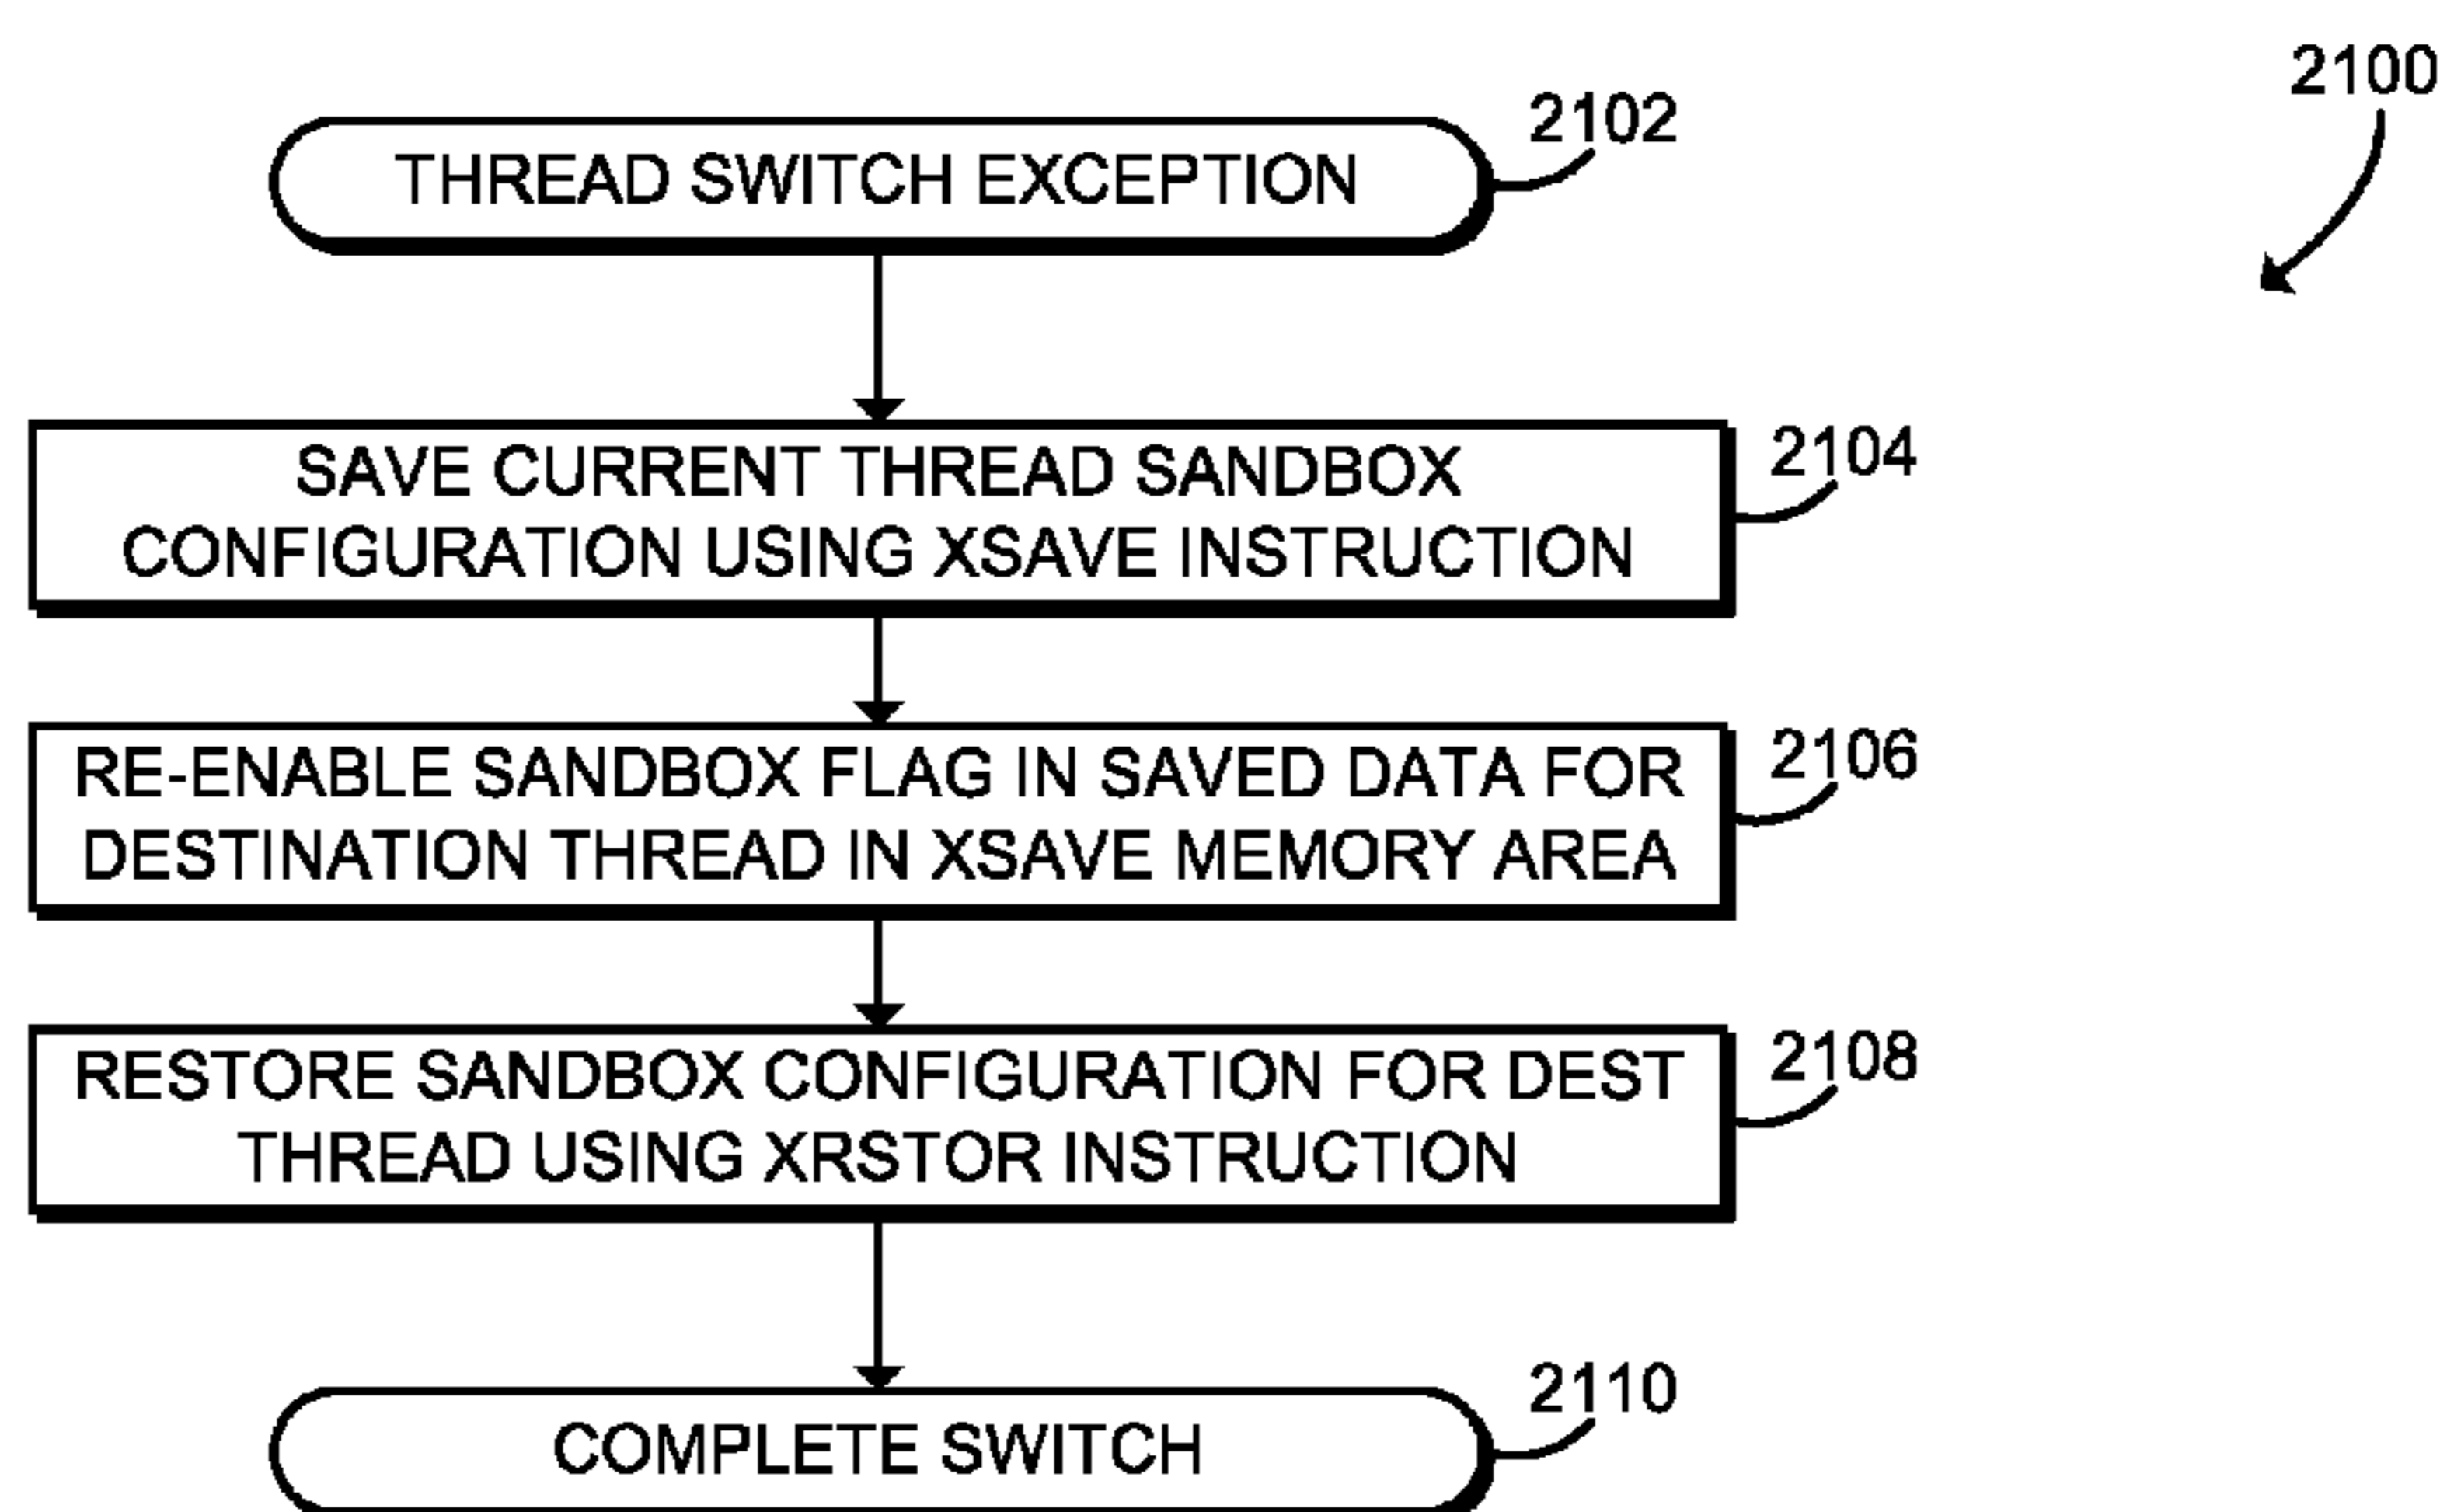 2100
THREAD SWITCH EXCEPTION
2102
SAVE CURRENT THREAD SANDBOX
CONFIGURATION USING XSAVE INSTRUCTION
2104
RE-ENABLE SANDBOX FLAG IN SAVED DATA FOR
DESTINATION THREAD IN XSAVE MEMORY AREA
2106
RESTORE SANDBOX CONFIGURATION FOR DEST
THREAD USING XRSTOR INSTRUCTION
2108
COMPLETE SWITCH
2110